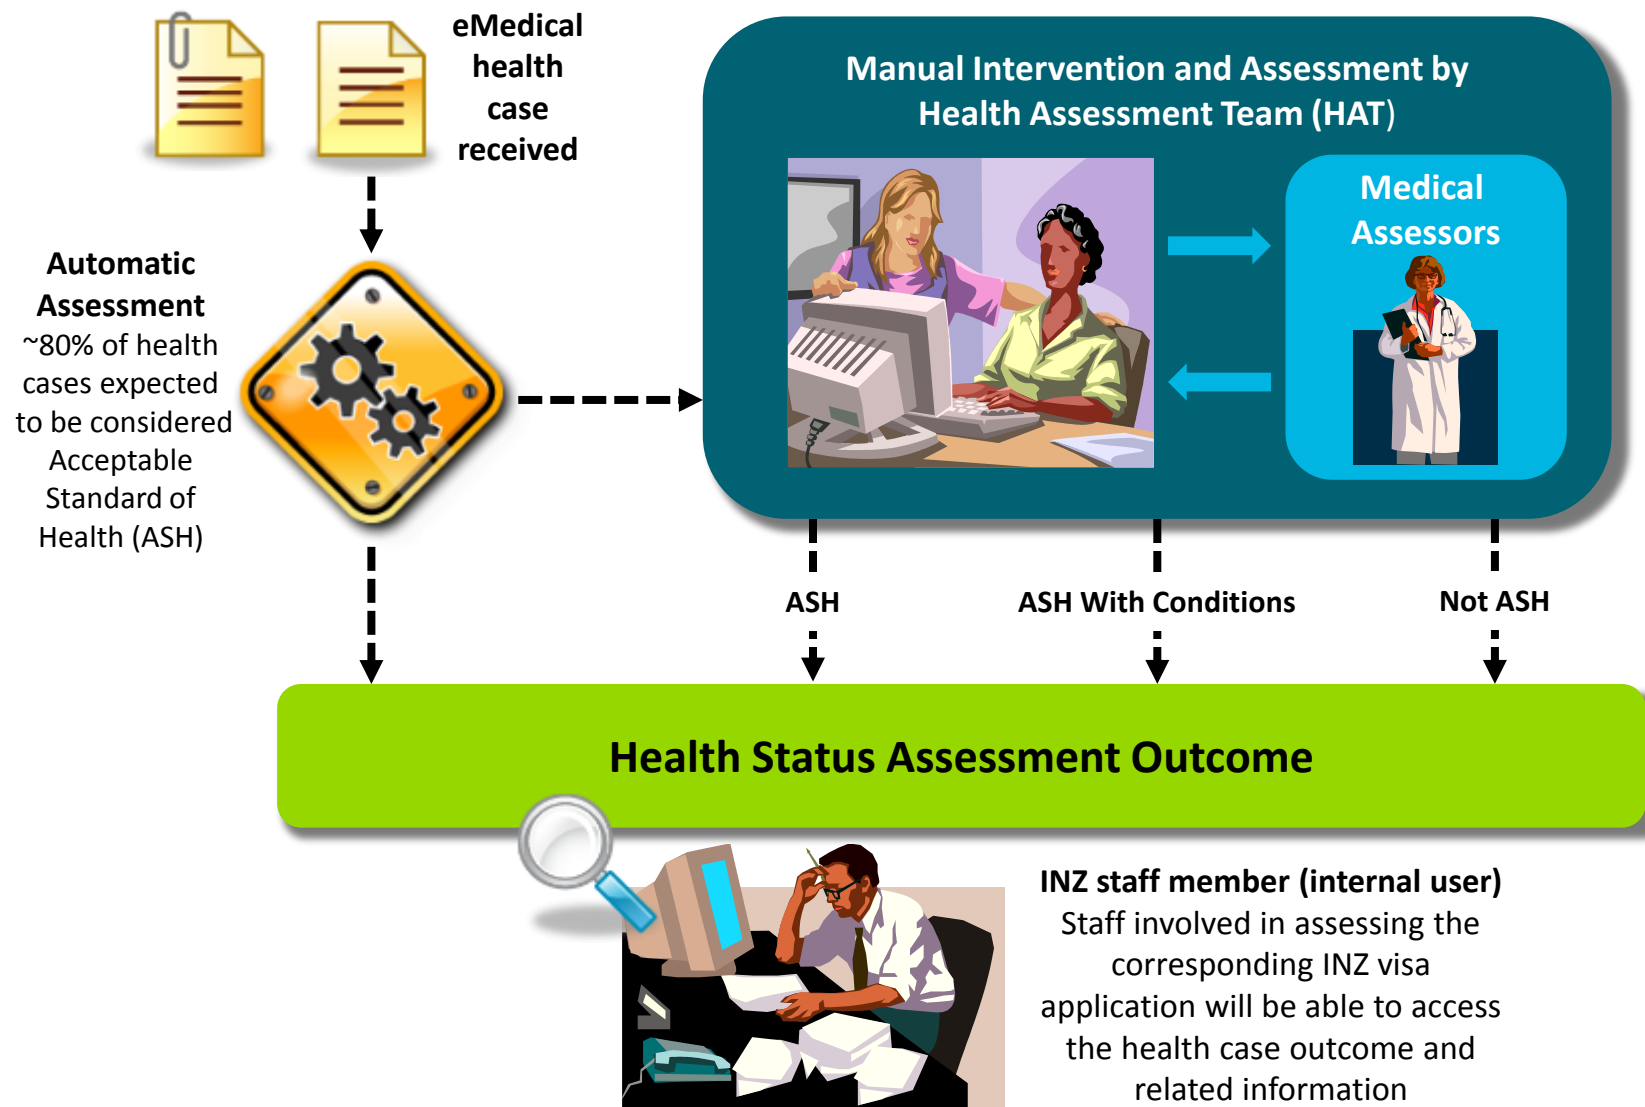 eMedical
health
case
received
Manual Intervention and Assessment by
Health Assessment Team (HAT)
Medical
Assessors
Automatic
Assessment
~80% of health
cases expected
to be considered
Acceptable
Standard of
Health (ASH)
ASH
ASH With Conditions
Not ASH
Health Status Assessment Outcome
INZ staff member (internal user)
Staff involved in assessing the
corresponding INZ visa
application will be able to access
the health case outcome and
related information